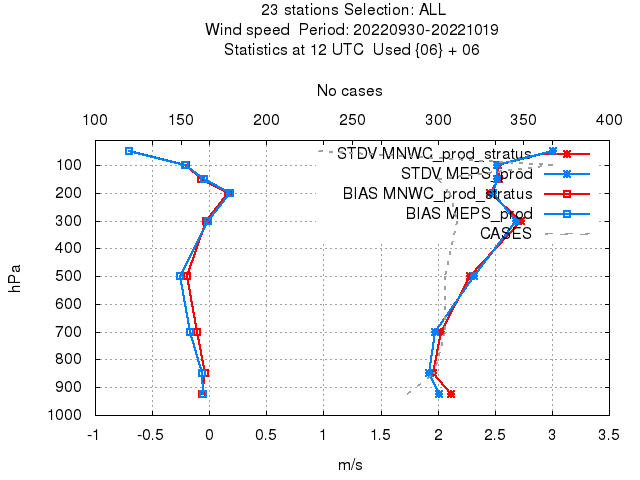 23 stations Selection: ALL
Wind speed  Period: 20220930-20221019
Statistics at 12 UTC  Used {06} + 06
No cases
100 150 200 250 300 350 400
STDV MNWC_prod_stratus
STDV MEPS_prod
BIAS MNWC_prod_stratus
BIAS MEPS_prod
CASES
hPa
100
200
300
400
500
600
700
800
900
1000
-1 -0.5 0 0.5 1 1.5 2 2.5 3 3.5
m/s